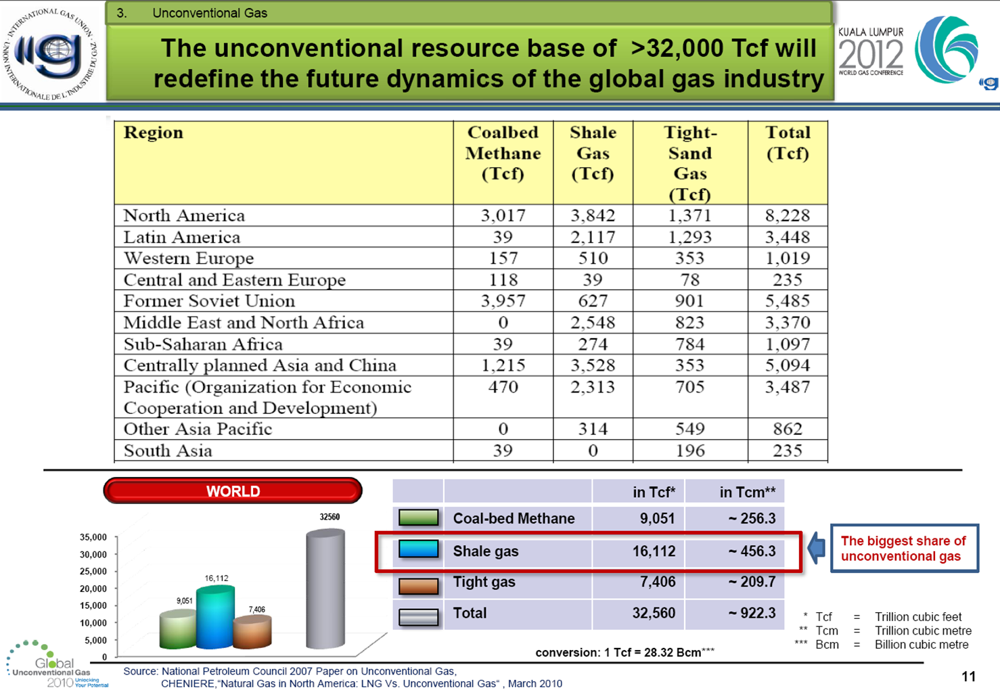 INTERNATIONAL GAS UNION - UNION INTERNATIONALE DE L'INDUSTRIE DU GAZ -
3. Unconventional Gas
The unconventional resource base of >32,000 Tcf will
redefine the future dynamics of the global gas industry
KUALA LUMPUR
2012
WORLD GAS CONFERENCE
Region Coalbed Methane (Tcf) Shale Gas (Tcf) Tight-Sand Gas (Tcf) Total (Tcf)
North America 3,017 3,842 1,371 8,228
Latin America 39 2,117 1,293 3,448
Western Europe 157 510 353 1,019
Central and Eastern Europe 118 39 78 235
Former Soviet Union 3,957 627 901 5,485
Middle East and North Africa 0 2,548 823 3,370
Sub-Saharan Africa 39 274 784 1,097
Centrally planned Asia and China 1,215 3,528 353 5,094
Pacific (Organization for Economic 470 2,313 705 3,487
Cooperation and Development)
Other Asia Pacific 0 314 549 862
South Asia 39 0 196 235
WORLD
35,000
30,000
25,000
20,000
15,000
10,000
5,000
0
9,051
16,112
7,406
32560
in Tcf* in Tcm**
Coal-bed Methane 9,051 ~ 256.3
Shale gas 16,112 ~ 456.3
Tight gas 7,406 ~ 209.7
Total 32,560 ~ 922.3
The biggest share of
unconventional gas
* Tcf = Trillion cubic feet
** Tcm = Trillion cubic metre
*** Bcm = Billion cubic metre
conversion: 1 Tcf = 28.32 Bcm***
Global
Unconventional Gas
2010 Unlocking
Your Potential
Source: National Petroleum Council 2007 Paper on Unconventional Gas,
CHENIERE,"Natural Gas in North America: LNG Vs. Unconventional Gas" , March 2010
11